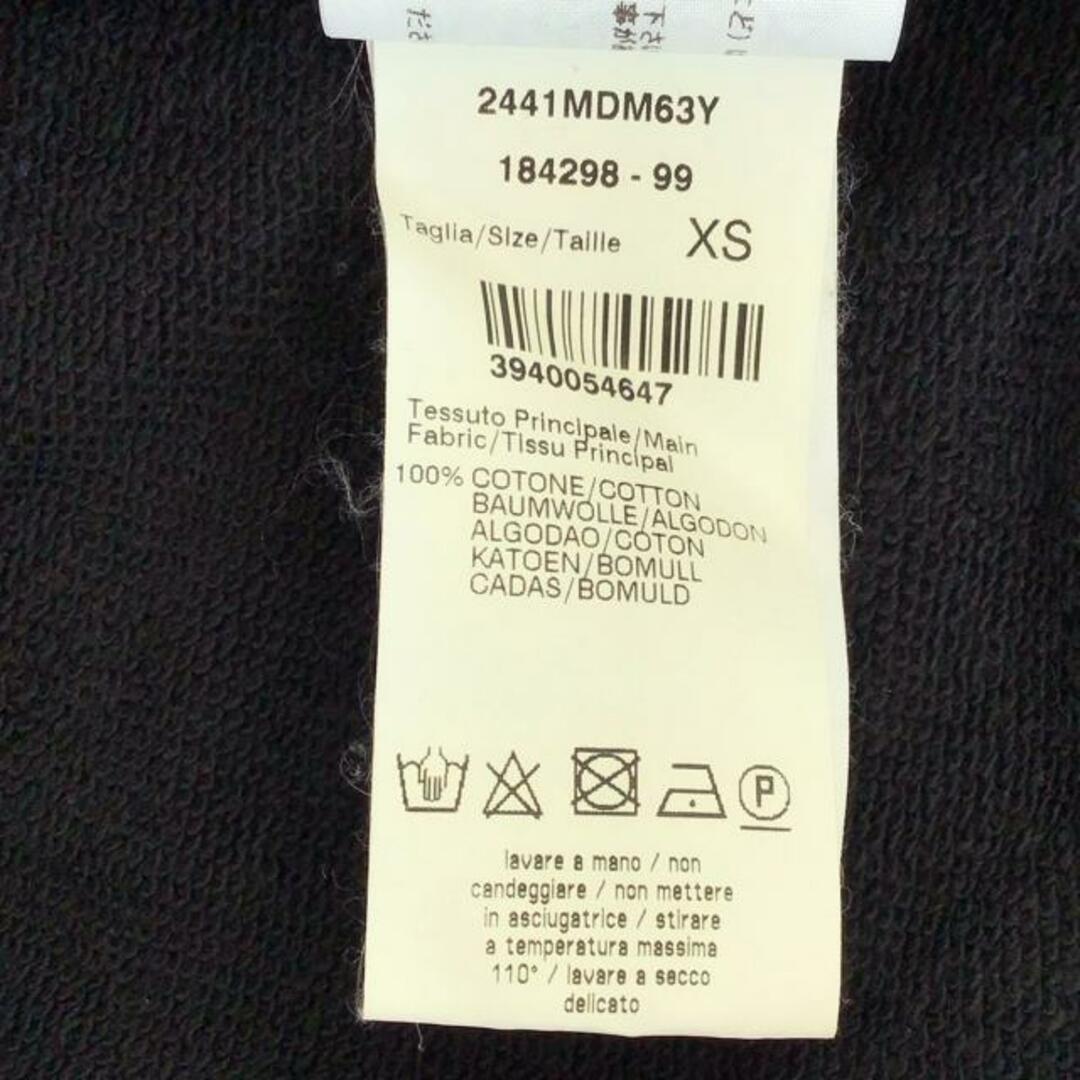 2441MDM63Y
184298 - 99
Taglia/Size/Taille XS
3940054647
Tessuto Principale/Main
Fabric/Tissu Principal
100% COTONE/COTTON
BAUMWOLLE/ALGODON
ALGODAO/COTON
KATOEN/BOMULL
CADAS/BOMULD
P
lavare a mano / non
candeggiare / non mettere
in asciugatrice / stirare
a temperatura massima
110° / lavare a secco
delicato